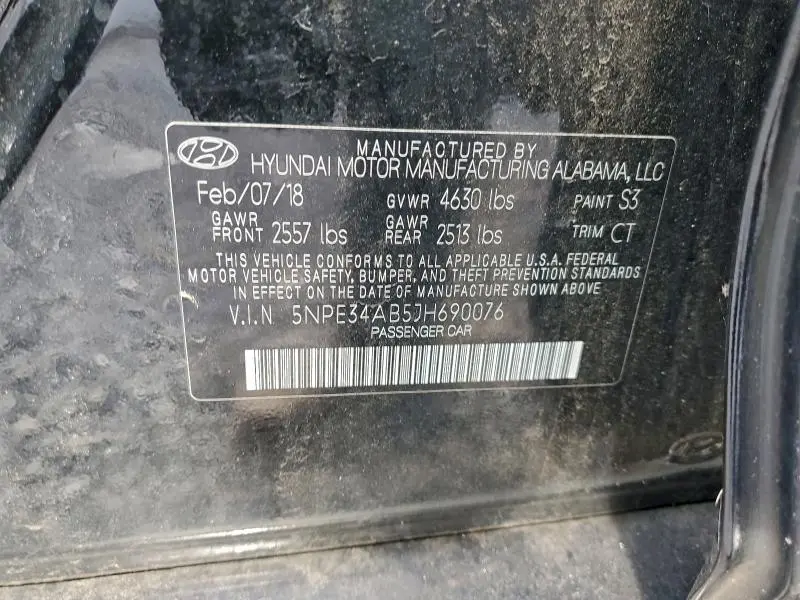 MANUFACTURED BY
HYUNDAI MOTOR MANUFACTURING ALABAMA, LLC
Feb/07/18 GVWR 4630 lbs PAINT S3
GAWR FRONT 2557 lbs GAWR REAR 2513 lbs TRIM CT
THIS VEHICLE CONFORMS TO ALL APPLICABLE U.S.A. FEDERAL
MOTOR VEHICLE SAFETY, BUMPER, AND THEFT PREVENTION STANDARDS
IN EFFECT ON THE DATE OF MANUFACTURE SHOWN ABOVE.
V.I.N 5NPE34AB5JH690076
PASSENGER CAR